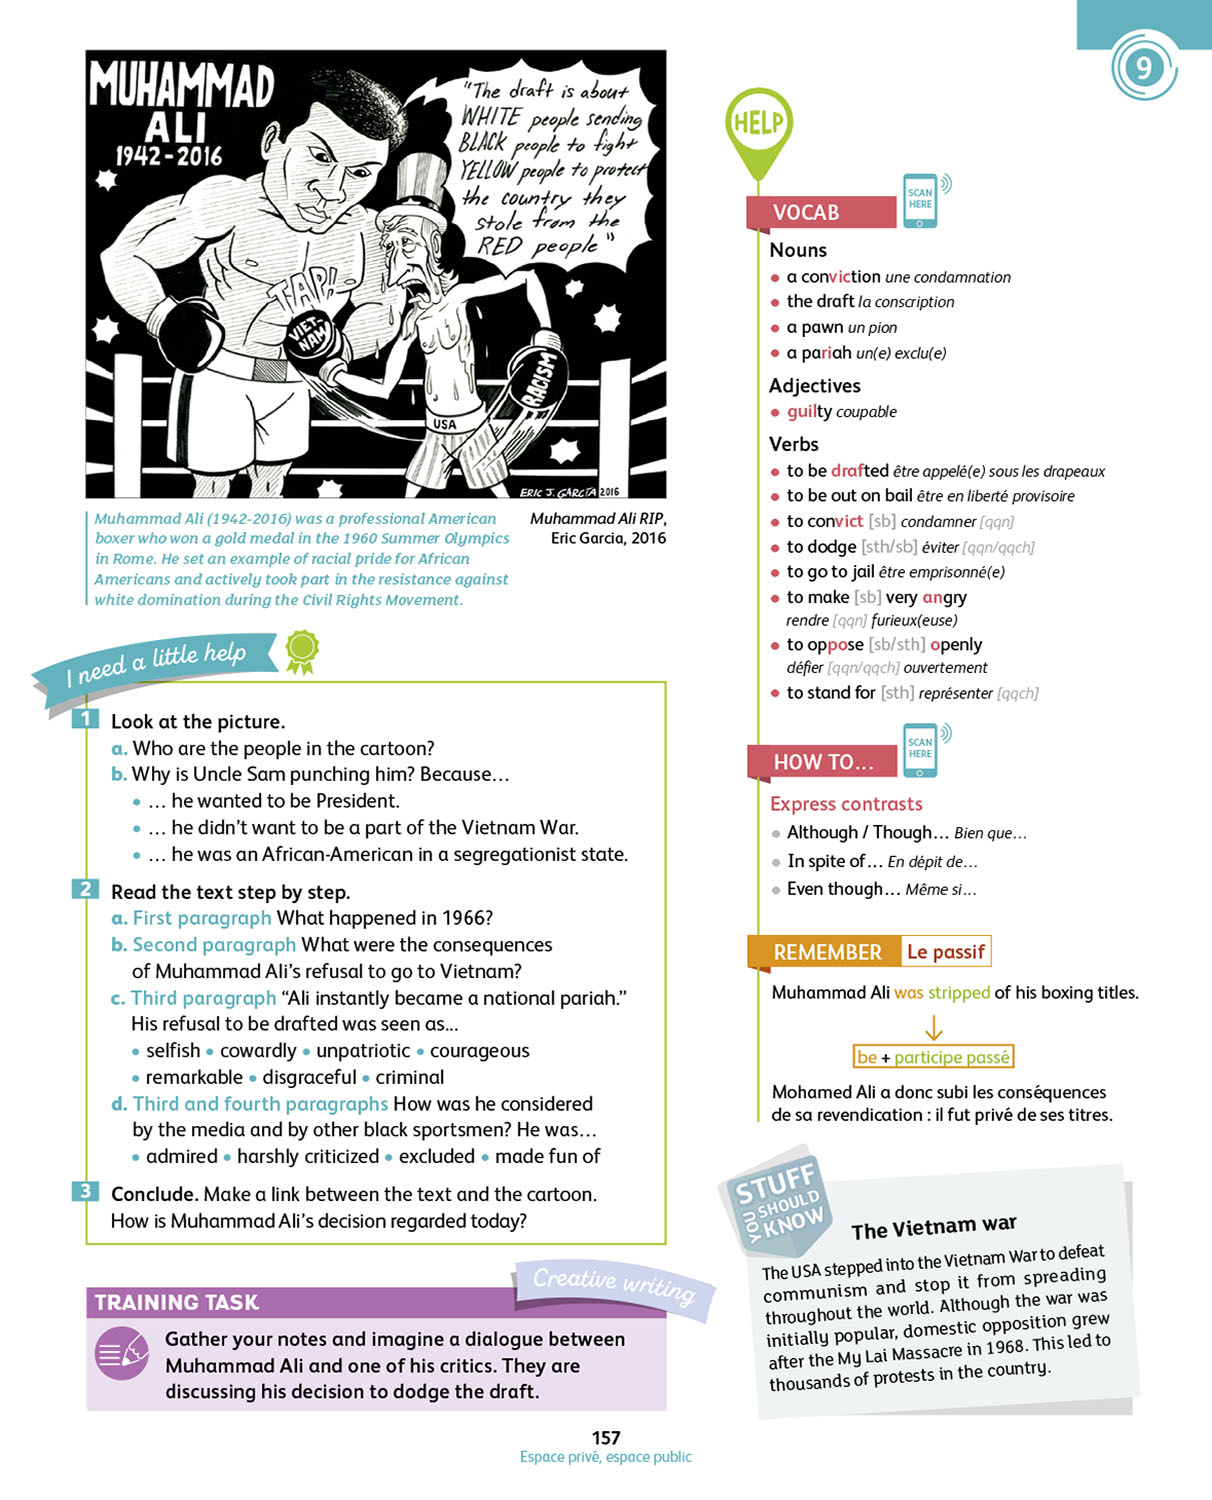 9
MUHAMMAD
ALI
1942-2016
"The draft is about
WHITE people sending
BLACK people to fight
YELLOW people to protect
the country they
stole from the
RED people"
TAP!
VIET-
NAM
RACISM
USA
ERIC J. GARCIA 2016
Muhammad Ali (1942-2016) was a professional American
boxer who won a gold medal in the 1960 Summer Olympics
in Rome. He set an example of racial pride for African
Americans and actively took part in the resistance against
white domination during the Civil Rights Movement.
Muhammad Ali RIP,
Eric Garcia, 2016
I need a little help
1 Look at the picture.
a. Who are the people in the cartoon?
b. Why is Uncle Sam punching him? Because…
• … he wanted to be President.
• … he didn't want to be a part of the Vietnam War.
• … he was an African-American in a segregationist state.
2 Read the text step by step.
a. First paragraph What happened in 1966?
b. Second paragraph What were the consequences
of Muhammad Ali's refusal to go to Vietnam?
c. Third paragraph “Ali instantly became a national pariah.”
His refusal to be drafted was seen as...
• selfish • cowardly • unpatriotic • courageous
• remarkable • disgraceful • criminal
d. Third and fourth paragraphs How was he considered
by the media and by other black sportsmen? He was…
• admired • harshly criticized • excluded • made fun of
3 Conclude. Make a link between the text and the cartoon.
How is Muhammad Ali's decision regarded today?
Creative writing
TRAINING TASK
Gather your notes and imagine a dialogue between
Muhammad Ali and one of his critics. They are
discussing his decision to dodge the draft.
HELP
VOCAB
SCAN
HERE
Nouns
• a conviction une condamnation
• the draft la conscription
• a pawn un pion
• a pariah un(e) exclu(e)
Adjectives
• guilty coupable
Verbs
• to be drafted être appelé(e) sous les drapeaux
• to be out on bail être en liberté provisoire
• to convict [sb] condamner [qqn]
• to dodge [sth/sb] éviter [qqn/qqch]
• to go to jail être emprisonné(e)
• to make [sb] very angry
rendre [qqn] furieux(euse)
• to oppose [sb/sth] openly
défier [qqn/qqch] ouvertement
• to stand for [sth] représenter [qqch]
HOW TO...
SCAN
HERE
Express contrasts
• Although / Though… Bien que…
• In spite of… En dépit de…
• Even though… Même si…
REMEMBER Le passif
Muhammad Ali was stripped of his boxing titles.
be + participe passé
Mohamed Ali a donc subi les conséquences
de sa revendication : il fut privé de ses titres.
STUFF
YOU SHOULD
KNOW
The Vietnam war
The USA stepped into the Vietnam War to defeat
communism and stop it from spreading
throughout the world. Although the war was
initially popular, domestic opposition grew
after the My Lai Massacre in 1968. This led to
thousands of protests in the country.
157
Espace privé, espace public